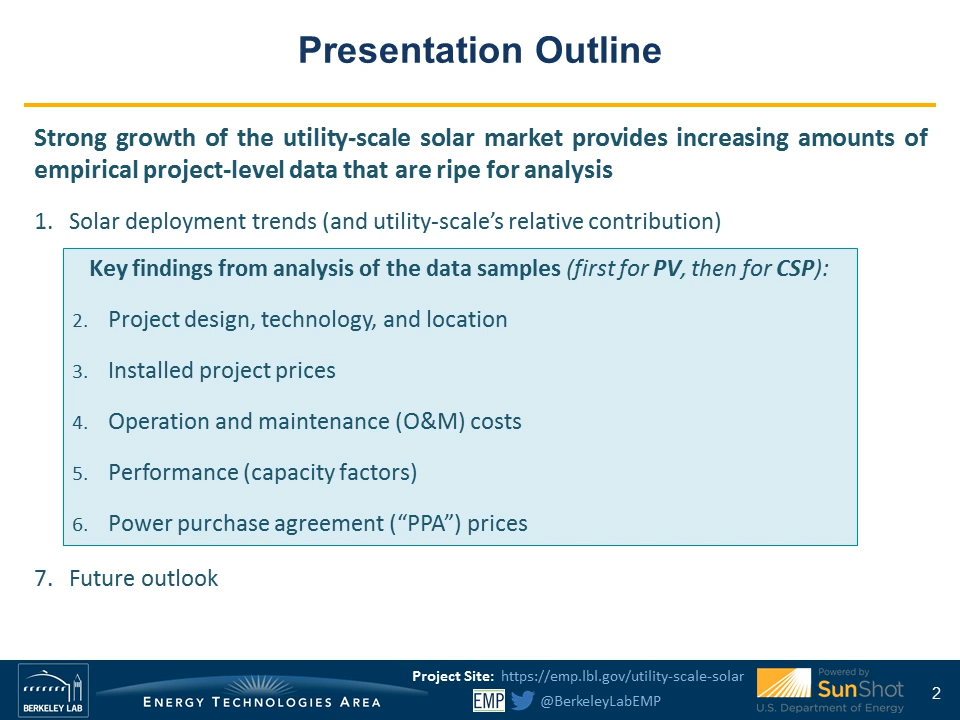 Presentation Outline
Strong growth of the utility-scale solar market provides increasing amounts of
empirical project-level data that are ripe for analysis
1. Solar deployment trends (and utility-scale’s relative contribution)
Key findings from analysis of the data samples (first for PV, then for CSP):
2. Project design, technology, and location
3. Installed project prices
4. Operation and maintenance (O&M) costs
5. Performance (capacity factors)
6. Power purchase agreement (“PPA”) prices
7. Future outlook
BERKELEY LAB
ENERGY TECHNOLOGIES AREA
Project Site: https://emp.lbl.gov/utility-scale-solar
EMP @BerkeleyLabEMP
Powered by
SunShot
U.S. Department of Energy
2